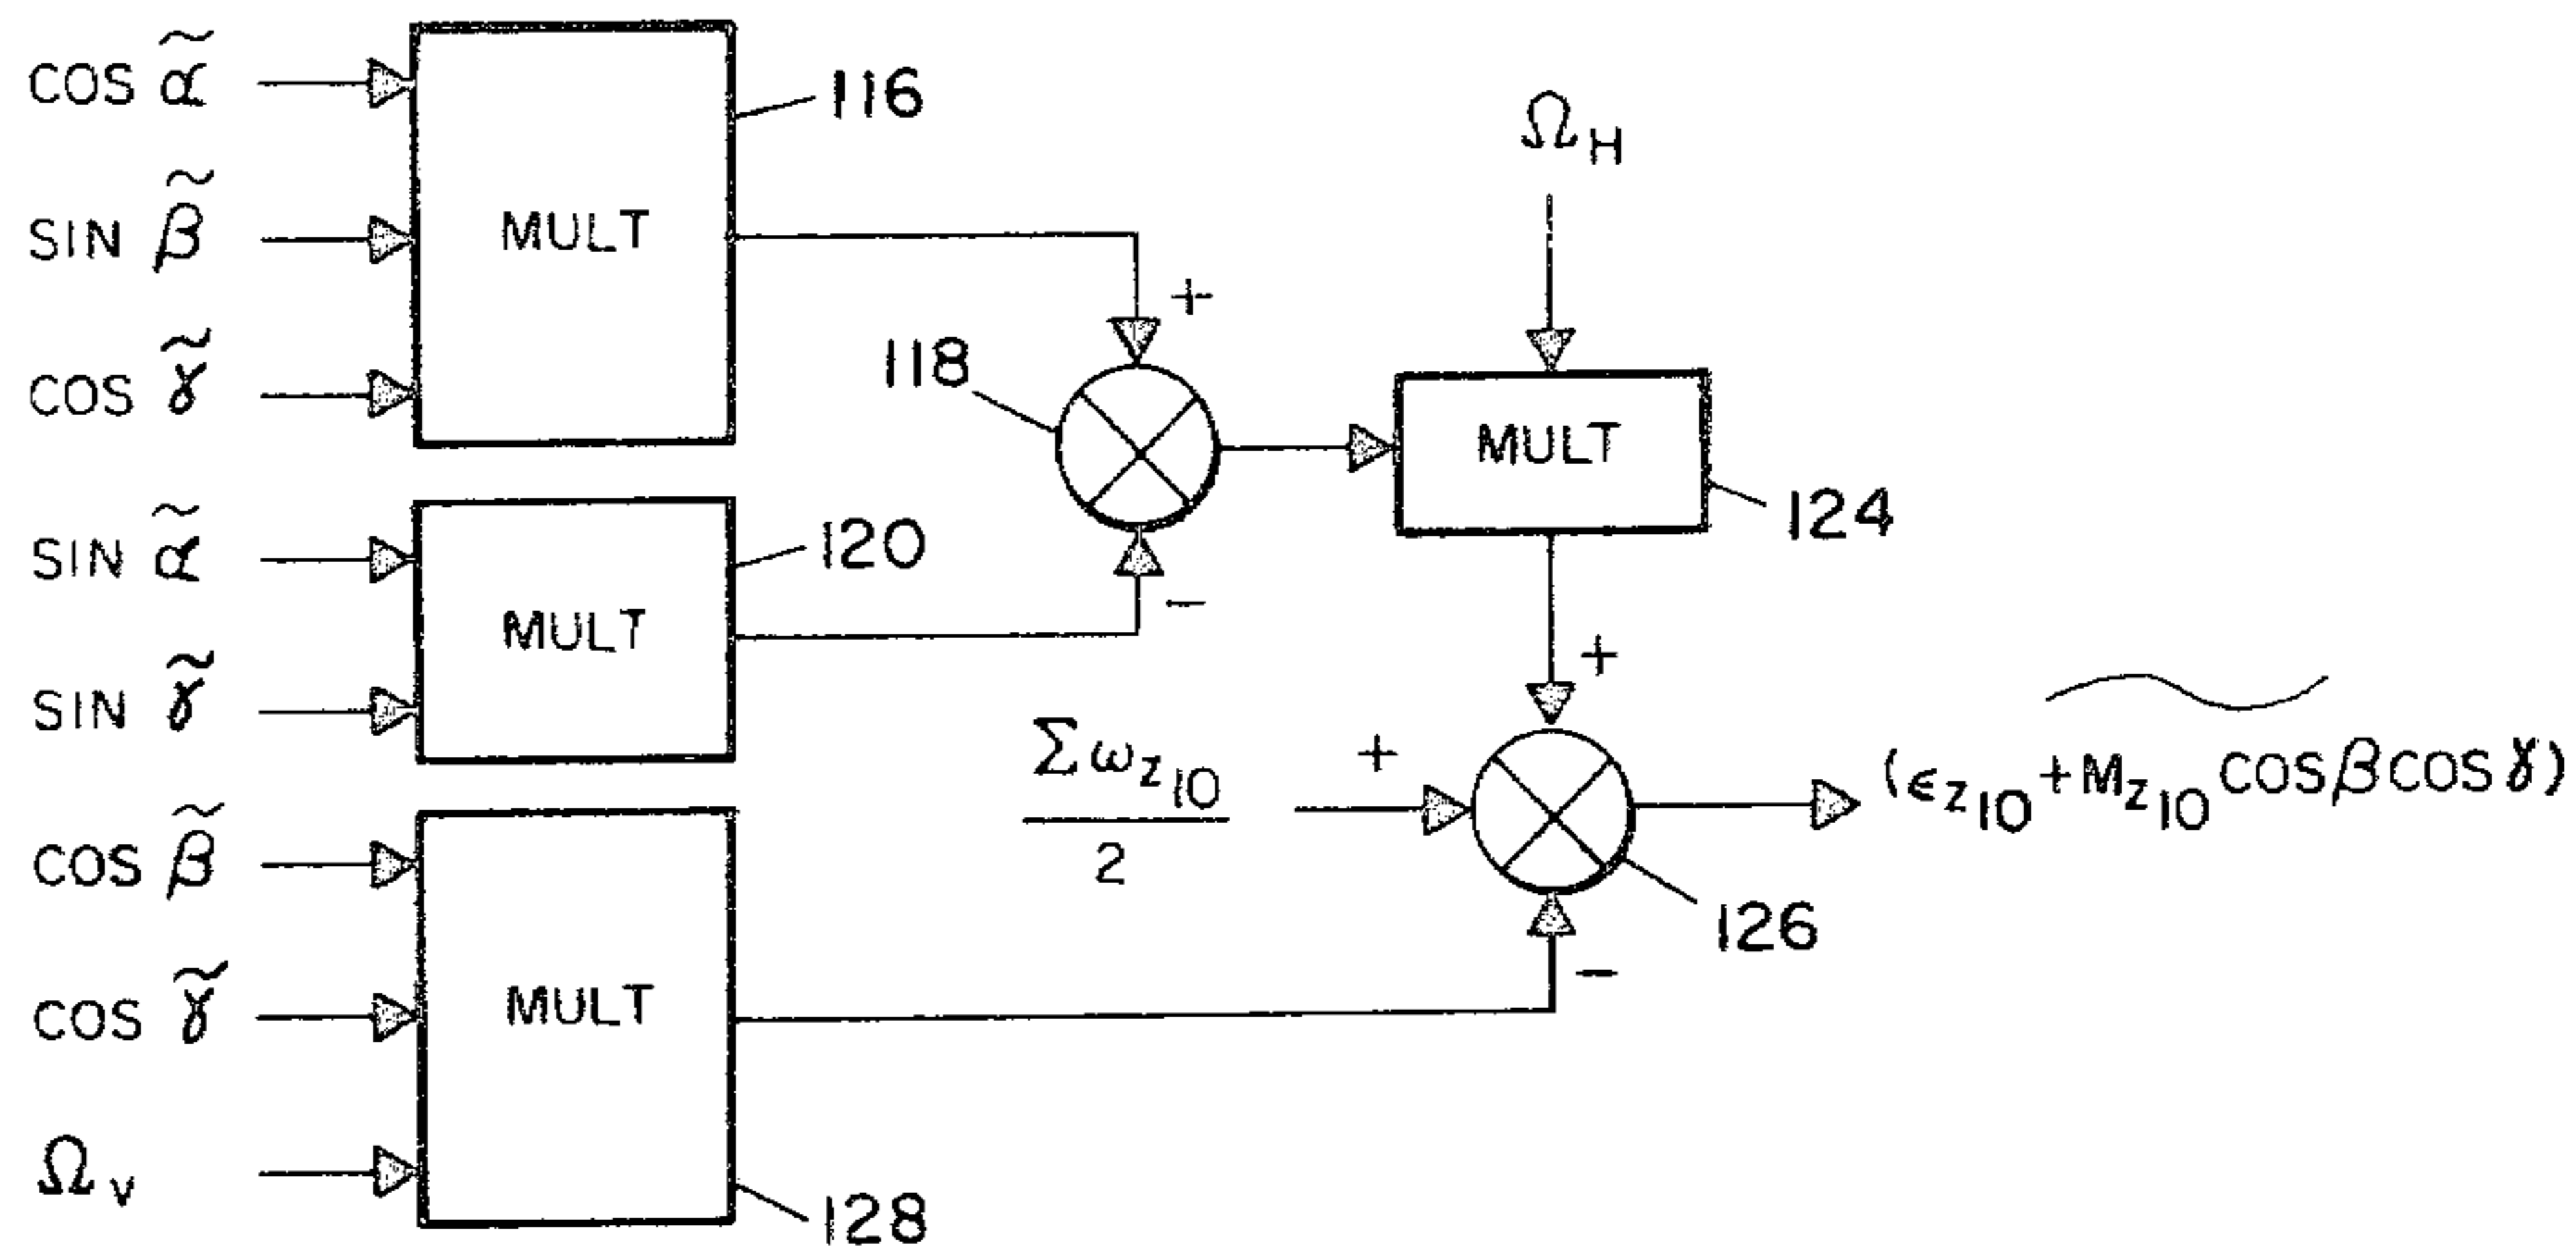 COS α̃
SIN β̃
COS γ̃
MULT
116
SIN α̃
SIN γ̃
MULT
120
COS β̃
COS γ̃
Ω_V
MULT
128
118
+
−
Ω_H
MULT
124
+
Σω_z10
2
+
−
126
(ϵ_z10 + M_z10 COS β COS γ)